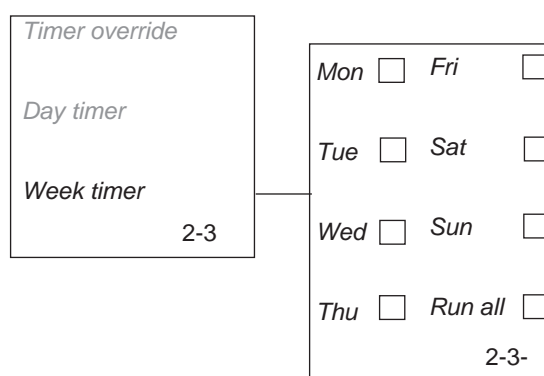 Timer override
Day timer
Week timer
2-3
Mon Fri
Tue Sat
Wed Sun
Thu Run all
2-3-